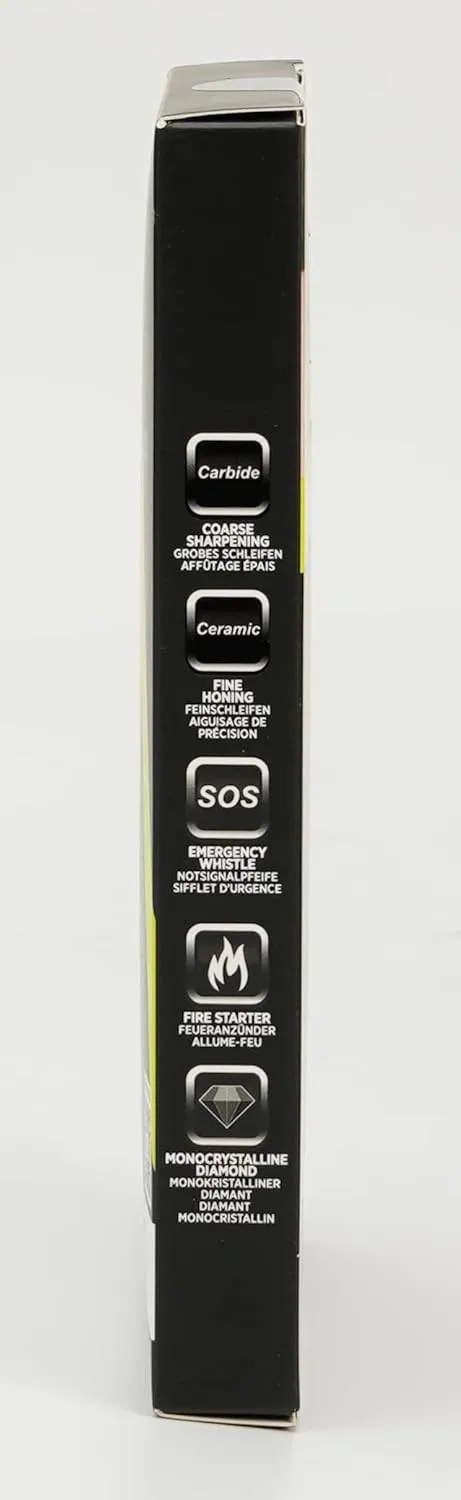 Carbide
COARSE
SHARPENING
GROBES SCHLEIFEN
AFFÛTAGE ÉPAIS
Ceramic
FINE
HONING
FEINSCHLEIFEN
AIGUISAGE DE
PRÉCISION
SOS
EMERGENCY
WHISTLE
NOTSIGNALPFEIFE
SIFFLET D'URGENCE
FIRE STARTER
FEUERANZÜNDER
ALLUME-FEU
MONOCRYSTALLINE
DIAMOND
MONOKRISTALLINER
DIAMANT
DIAMANT
MONOCRISTALLIN